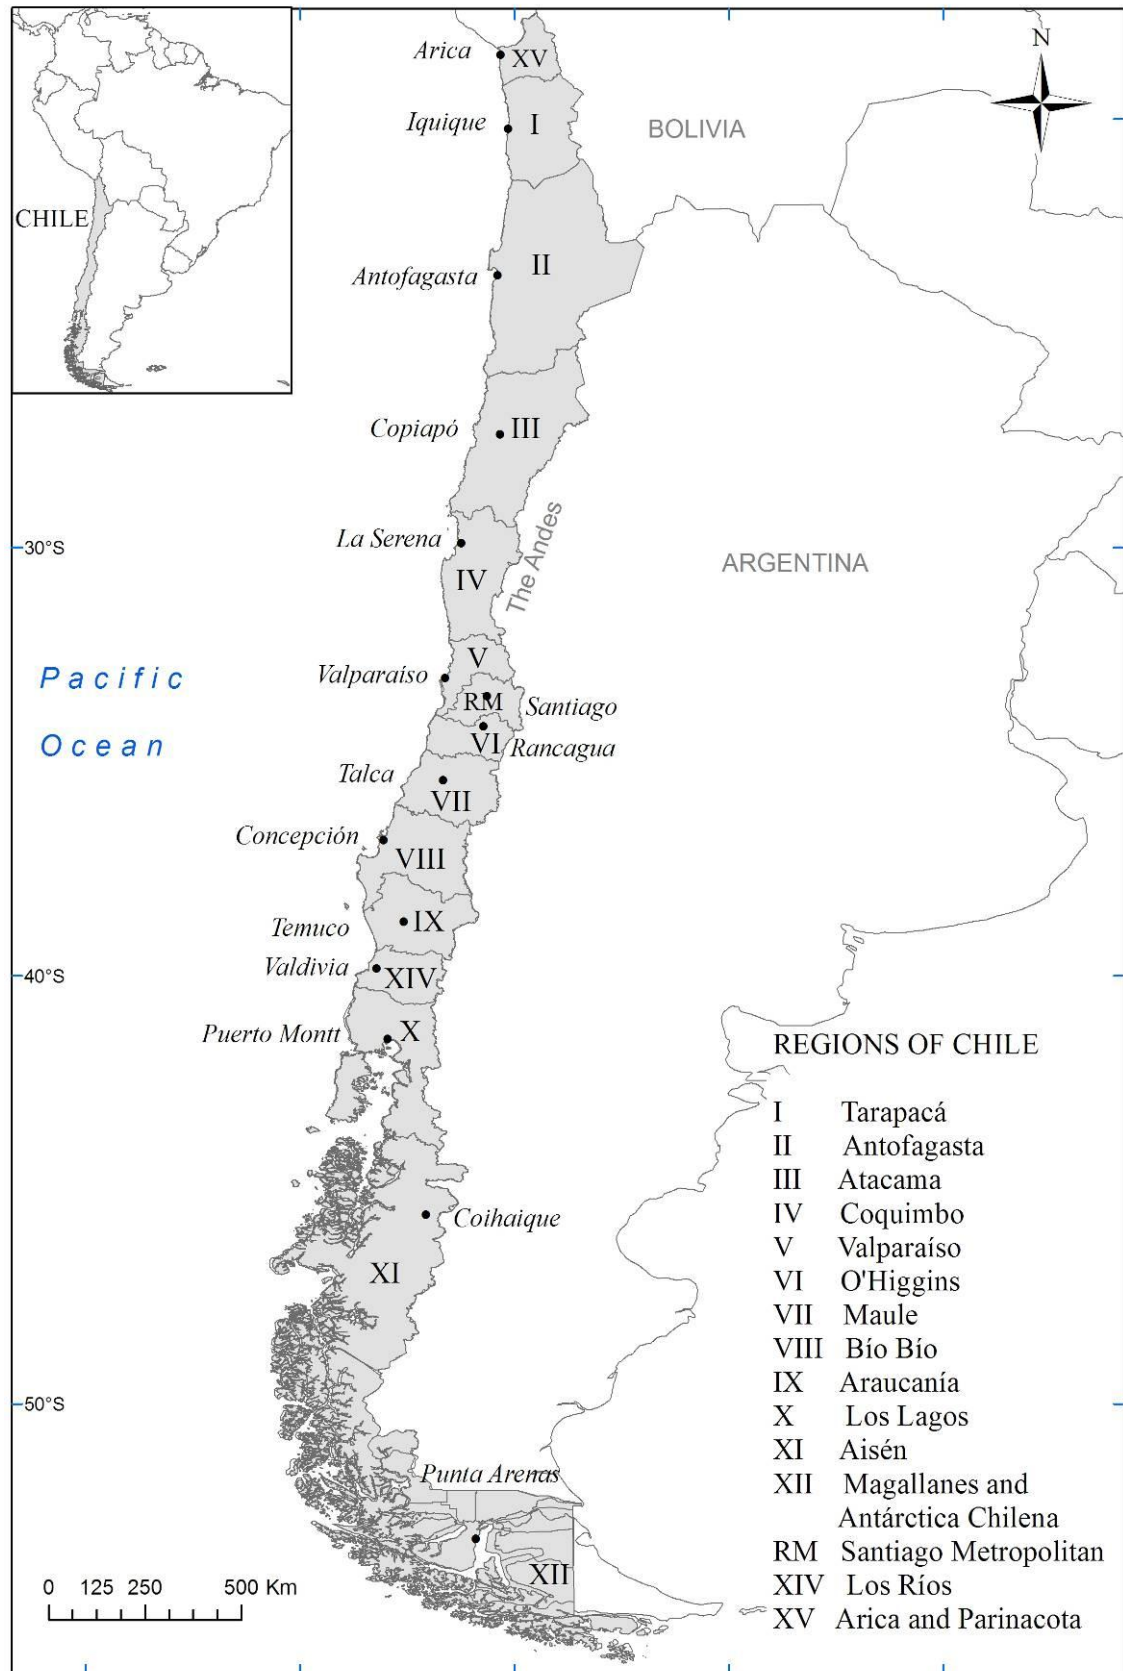 CHILE
N
Arica
XV
Iquique
I
BOLIVIA
Antofagasta
II
Copiapó
III
The Andes
La Serena
30°S
IV
ARGENTINA
Pacific
Ocean
Valparaíso
V
RM
Santiago
VI
Rancagua
Talca
VII
Concepción
VIII
Temuco
IX
Valdivia
XIV
40°S
Puerto Montt
X
Coihaique
XI
50°S
Punta Arenas
XII
0 125 250 500 Km
REGIONS OF CHILE
I Tarapacá
II Antofagasta
III Atacama
IV Coquimbo
V Valparaíso
VI O'Higgins
VII Maule
VIII Bío Bío
IX Araucanía
X Los Lagos
XI Aisén
XII Magallanes and
Antárctica Chilena
RM Santiago Metropolitan
XIV Los Ríos
XV Arica and Parinacota